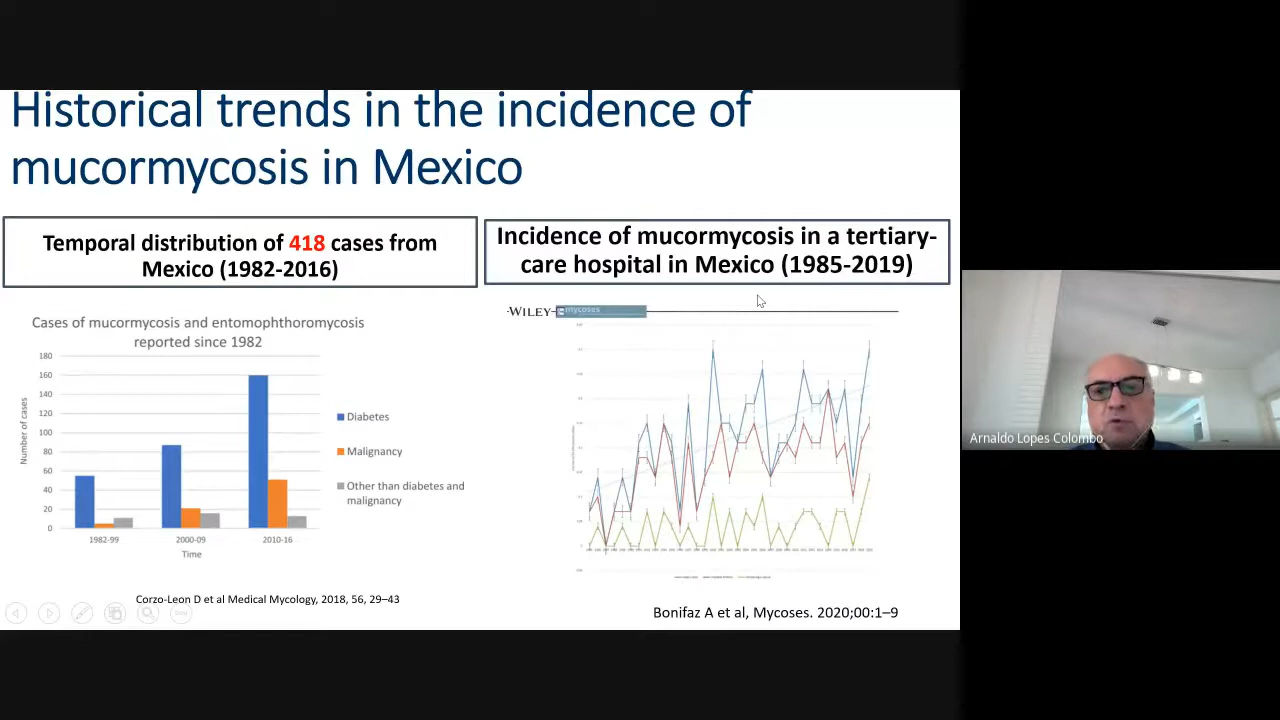 Historical trends in the incidence of
mucormycosis in Mexico
Temporal distribution of 418 cases from
Mexico (1982-2016)
Cases of mucormycosis and entomophthoromycosis
reported since 1982
180
160
140
120
100
80
60
40
20
0
Number of cases
1982-99
2000-09
2010-16
Time
Diabetes
Malignancy
Other than diabetes and
malignancy
Corzo-Leon D et al Medical Mycology, 2018, 56, 29–43
Incidence of mucormycosis in a tertiary-
care hospital in Mexico (1985-2019)
WILEY
mycoses
Bonifaz A et al, Mycoses. 2020;00:1–9
Arnaldo Lopes Colombo